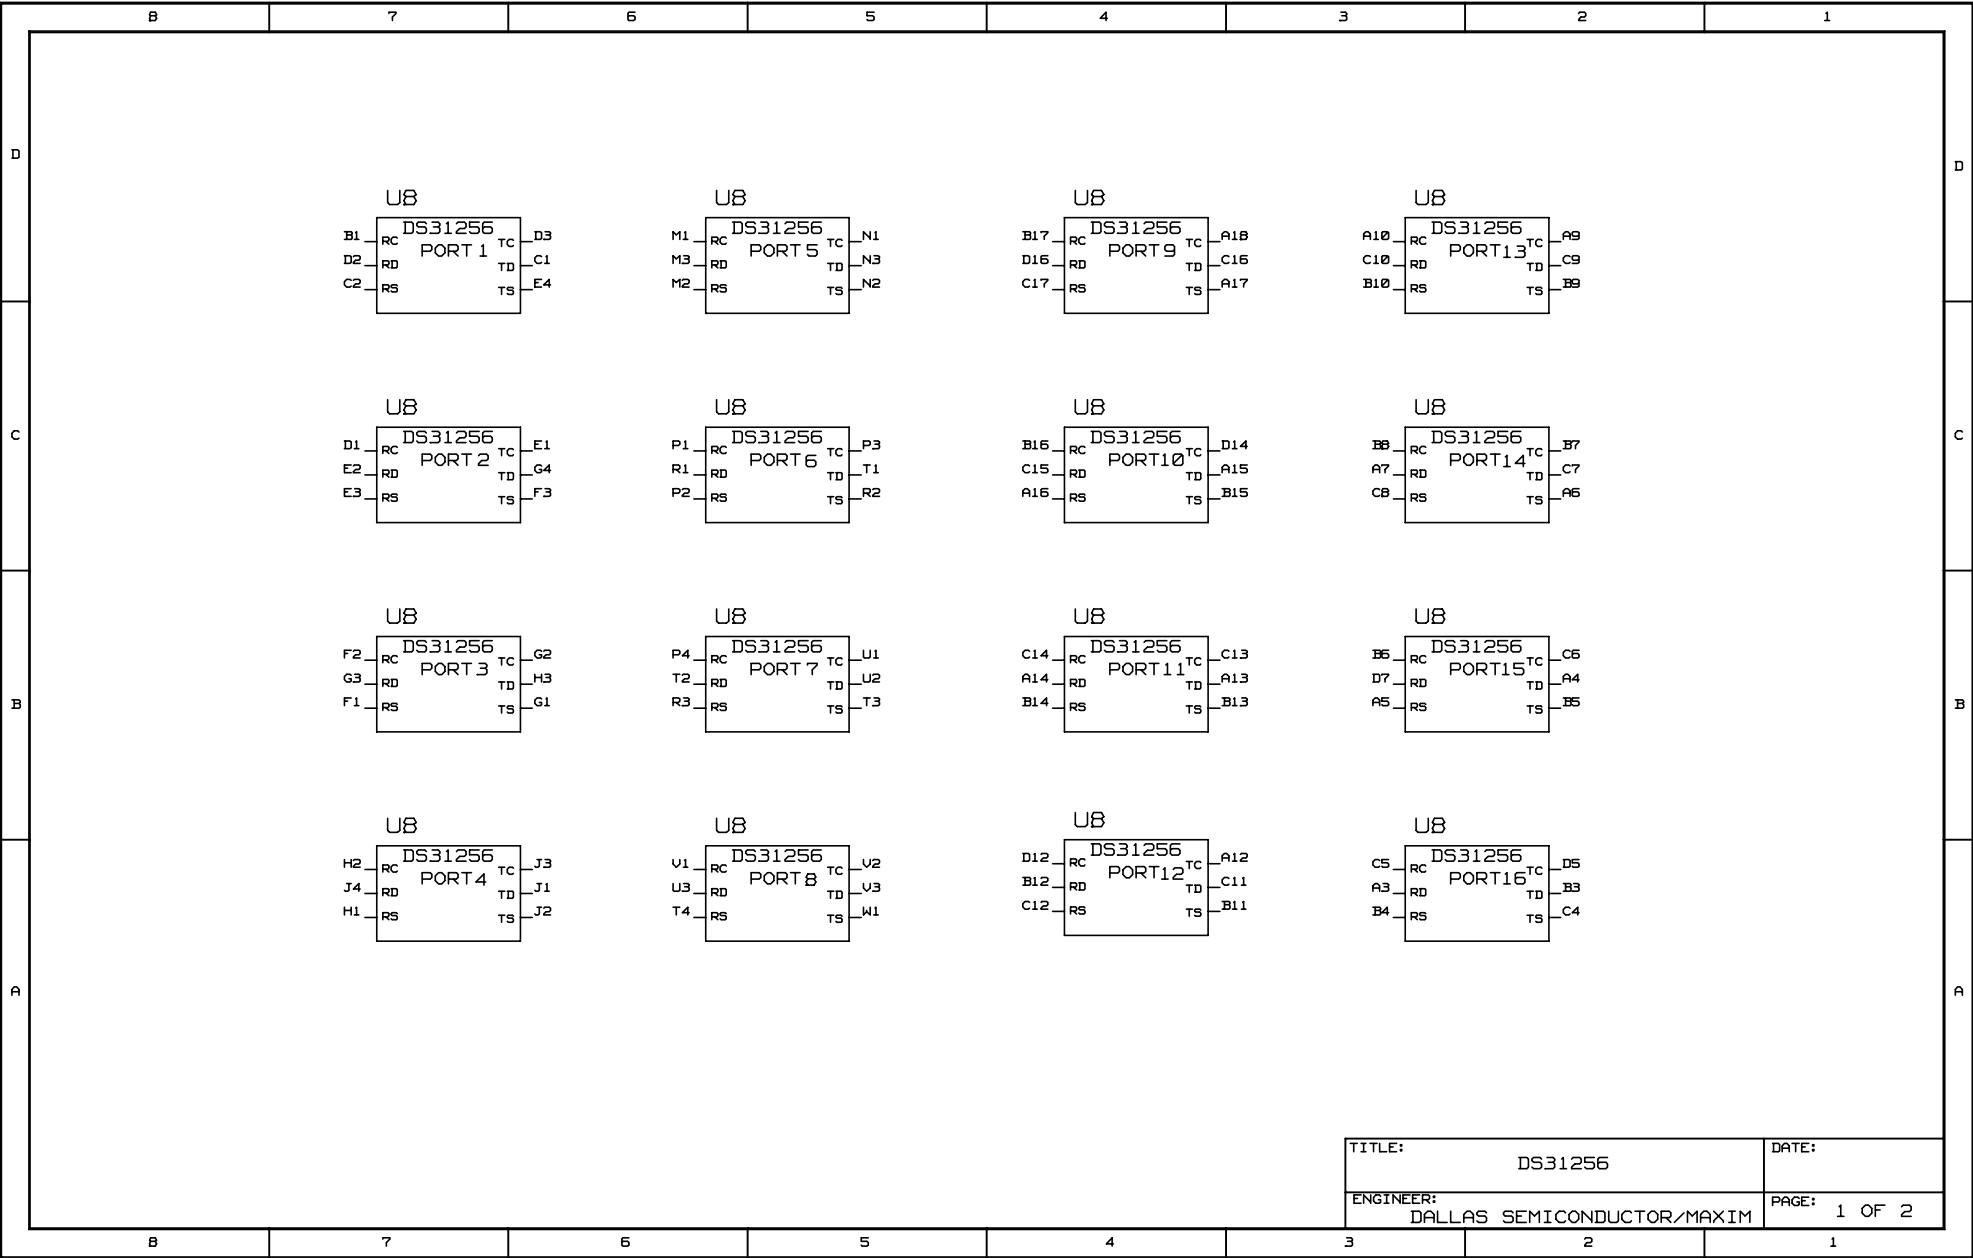 8 7 6 5 4 3 2 1
D D
U8 U8 U8 U8
DS31256 DS31256 DS31256 DS31256
PORT 1 PORT 5 PORT 9 PORT13
B1 RC TC D3 M1 RC TC N1 B17 RC TC A18 A10 RC TC A9
D2 RD TD C1 M3 RD TD N3 D16 RD TD C16 C10 RD TD C9
C2 RS TS E4 M2 RS TS N2 C17 RS TS A17 B10 RS TS B9
C C
U8 U8 U8 U8
DS31256 DS31256 DS31256 DS31256
PORT 2 PORT 6 PORT10 PORT14
D1 RC TC E1 P1 RC TC P3 B16 RC TC D14 B8 RC TC B7
E2 RD TD G4 R1 RD TD T1 C15 RD TD A15 A7 RD TD C7
E3 RS TS F3 P2 RS TS R2 A16 RS TS B15 C8 RS TS A6
U8 U8 U8 U8
DS31256 DS31256 DS31256 DS31256
PORT 3 PORT 7 PORT11 PORT15
F2 RC TC G2 P4 RC TC U1 C14 RC TC C13 B6 RC TC C6
G3 RD TD H3 T2 RD TD U2 A14 RD TD A13 D7 RD TD A4
F1 RS TS G1 R3 RS TS T3 B14 RS TS B13 A5 RS TS B5
B B
U8 U8 U8 U8
DS31256 DS31256 DS31256 DS31256
PORT 4 PORT 8 PORT12 PORT16
H2 RC TC J3 V1 RC TC V2 D12 RC TC A12 C5 RC TC D5
J4 RD TD J1 U3 RD TD V3 B12 RD TD C11 A3 RD TD B3
H1 RS TS J2 T4 RS TS W1 C12 RS TS B11 B4 RS TS C4
A A
TITLE: DATE:
DS31256
ENGINEER: PAGE: 1 OF 2
DALLAS SEMICONDUCTOR/MAXIM
8 7 6 5 4 3 2 1